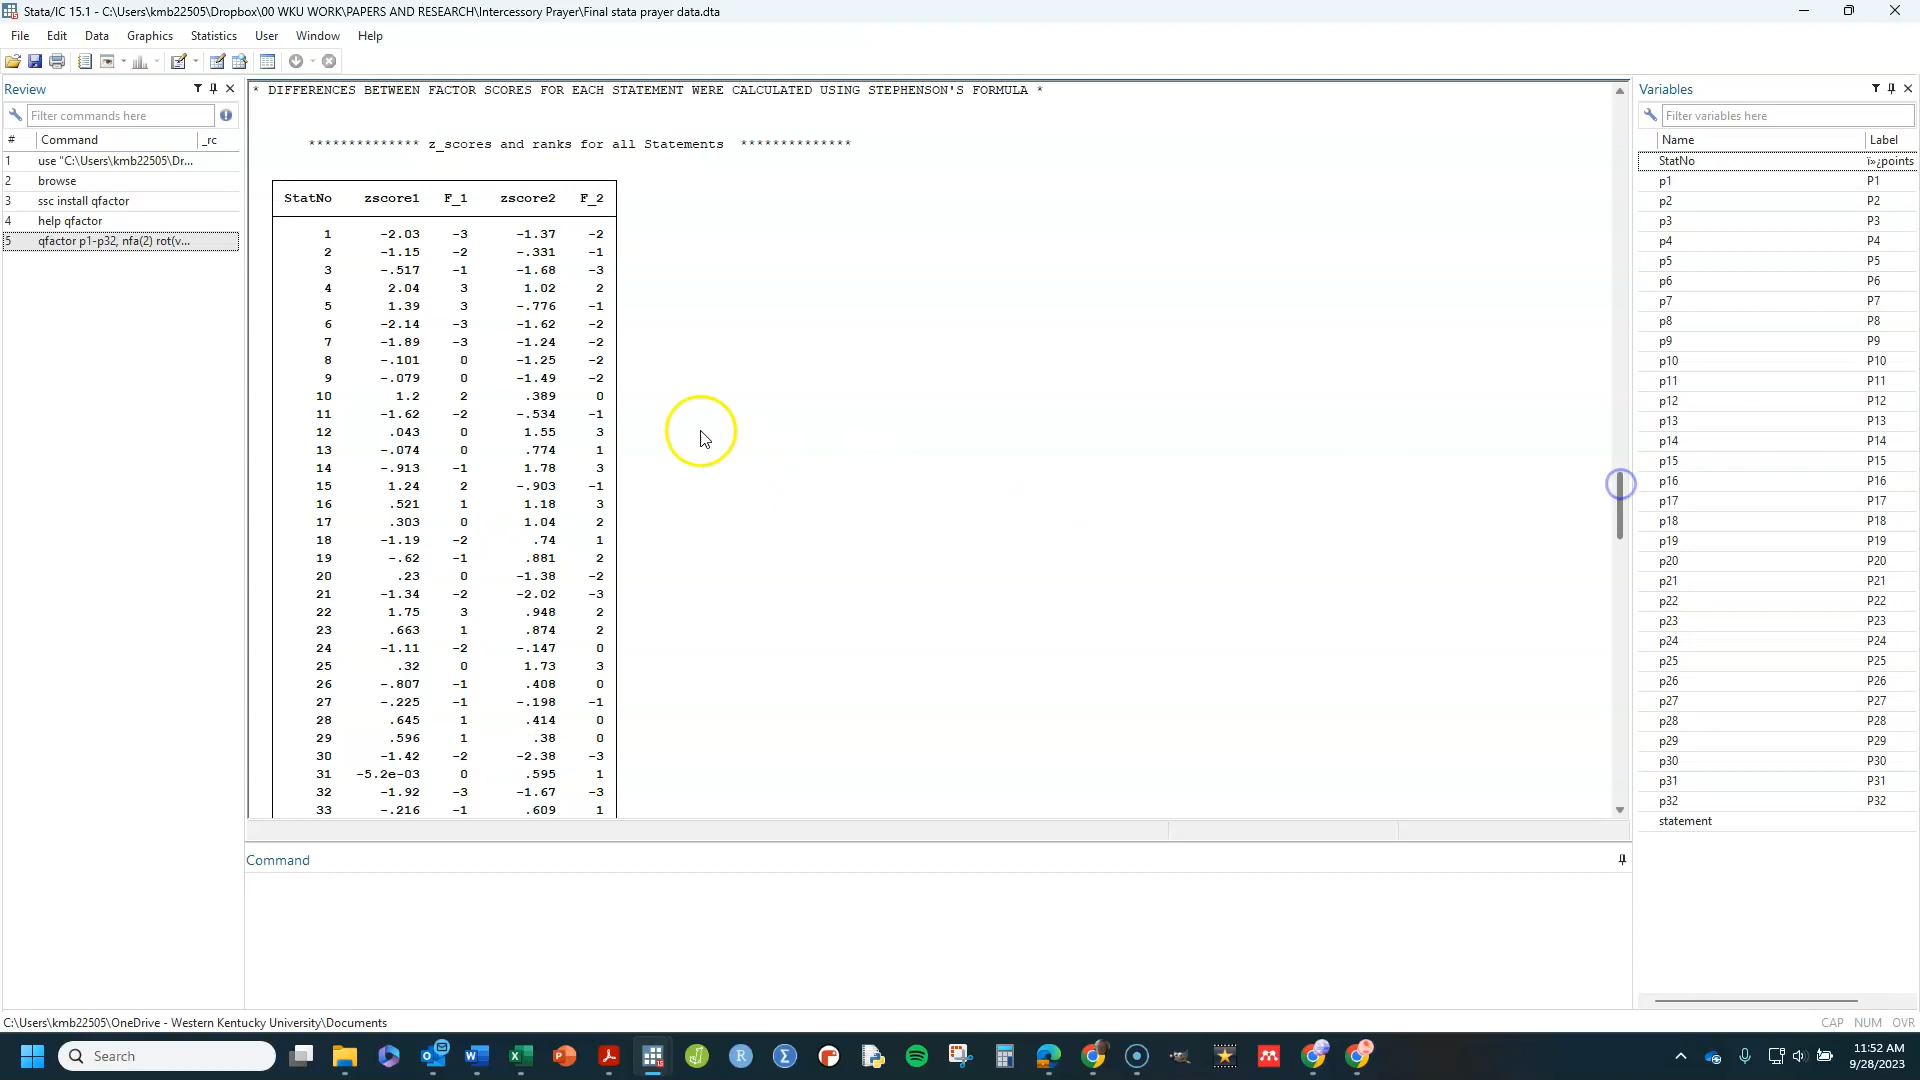 Stata/IC 15.1 - C:\Users\kmb22505\Dropbox\00 WKU WORK\PAPERS AND RESEARCH\Intercessory Prayer\Final stata prayer data.dta
File Edit Data Graphics Statistics User Window Help
Review
Filter commands here
# Command _rc
1 use "C:\Users\kmb22505\Dr...
2 browse
3 ssc install qfactor
4 help qfactor
5 qfactor p1-p32, nfa(2) rot(v...
* DIFFERENCES BETWEEN FACTOR SCORES FOR EACH STATEMENT WERE CALCULATED USING STEPHENSON'S FORMULA *
************** z_scores and ranks for all Statements **************
StatNo zscore1 F_1 zscore2 F_2
1 -2.03 -3 -1.37 -2
2 -1.15 -2 -.331 -1
3 -.517 -1 -1.68 -3
4 2.04 3 1.02 2
5 1.39 3 -.776 -1
6 -2.14 -3 -1.62 -2
7 -1.89 -3 -1.24 -2
8 -.101 0 -1.25 -2
9 -.079 0 -1.49 -2
10 1.2 2 .389 0
11 -1.62 -2 -.534 -1
12 .043 0 1.55 3
13 -.074 0 .774 1
14 -.913 -1 1.78 3
15 1.24 2 -.903 -1
16 .521 1 1.18 3
17 .303 0 1.04 2
18 -1.19 -2 .74 1
19 -.62 -1 .881 2
20 .23 0 -1.38 -2
21 -1.34 -2 -2.02 -3
22 1.75 3 .948 2
23 .663 1 .874 2
24 -1.11 -2 -.147 0
25 .32 0 1.73 3
26 -.807 -1 .408 0
27 -.225 -1 -.198 -1
28 .645 1 .414 0
29 .596 1 .38 0
30 -1.42 -2 -2.38 -3
31 -5.2e-03 0 .595 1
32 -1.92 -3 -1.67 -3
33 -.216 -1 .609 1
Command
Variables
Filter variables here
Name Label
StatNo ï»¿points
p1 P1
p2 P2
p3 P3
p4 P4
p5 P5
p6 P6
p7 P7
p8 P8
p9 P9
p10 P10
p11 P11
p12 P12
p13 P13
p14 P14
p15 P15
p16 P16
p17 P17
p18 P18
p19 P19
p20 P20
p21 P21
p22 P22
p23 P23
p24 P24
p25 P25
p26 P26
p27 P27
p28 P28
p29 P29
p30 P30
p31 P31
p32 P32
statement
C:\Users\kmb22505\OneDrive - Western Kentucky University\Documents
CAP NUM OVR
Search
11:52 AM
9/28/2023